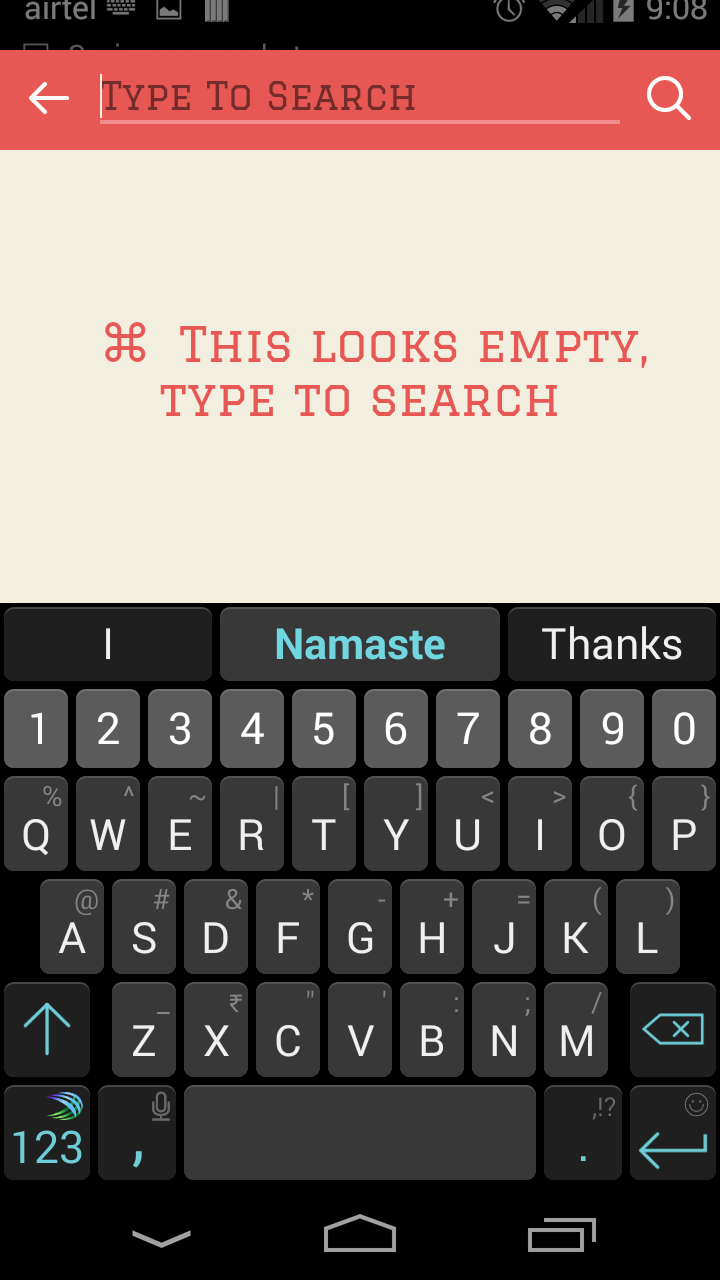 airtel 9:08
Type To Search
⌘ This looks empty,
type to search
I Namaste Thanks
1 2 3 4 5 6 7 8 9 0
% ^ ~ | [ ] < > { }
Q W E R T Y U I O P
@ # & * - + = ( )
A S D F G H J K L
_ ₹ " ' : ; /
Z X C V B N M
,!?
123 , .